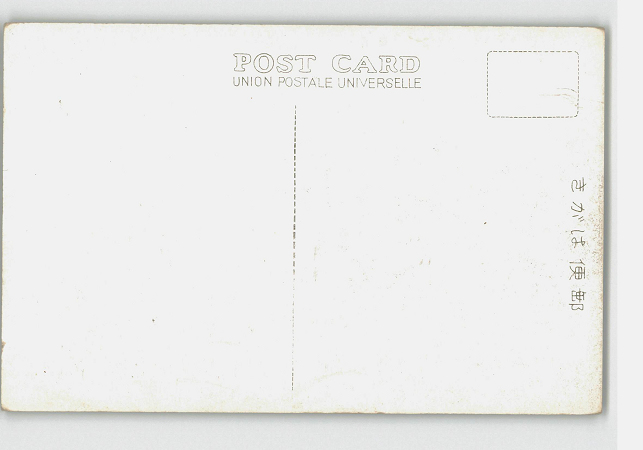 POST CARD
UNION POSTALE UNIVERSELLE
きがは便郵